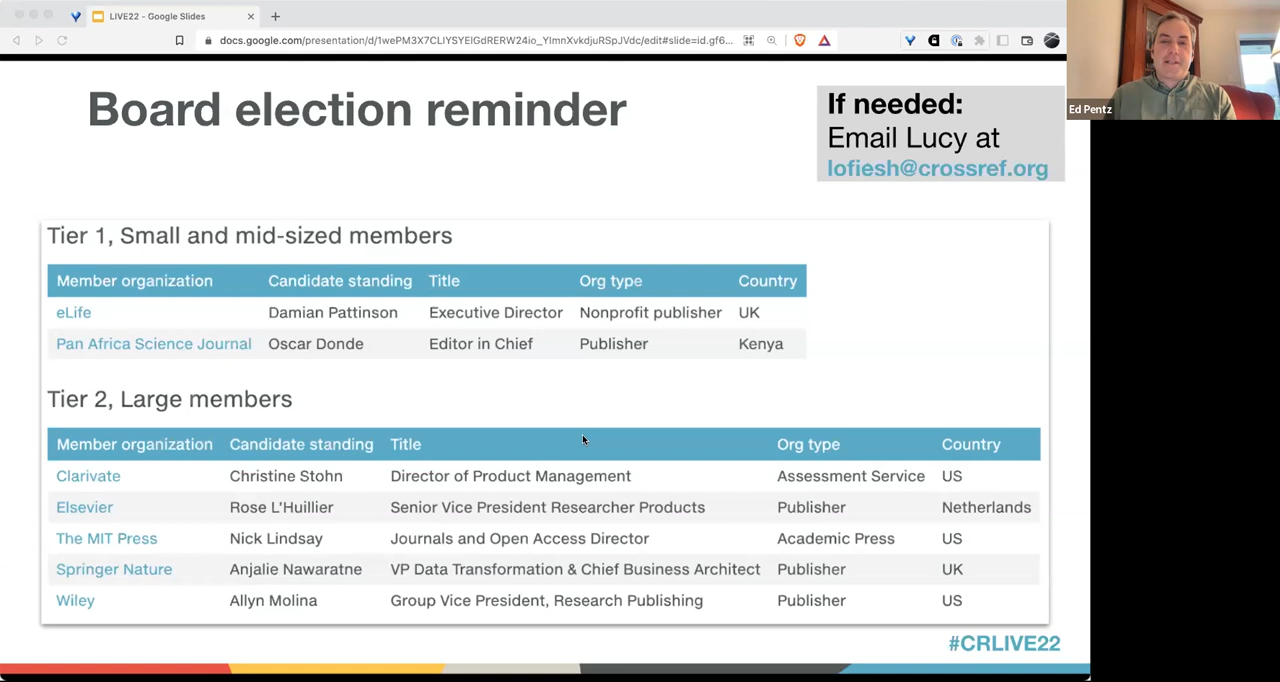 LIVE22 - Google Slides
docs.google.com/presentation/d/1wePM3X7CLIYSYElGdRERW24io_YImnXvkdjuRSpJVdc/edit#slide=id.gf6...
Ed Pentz
Board election reminder
If needed:
Email Lucy at
lofiesh@crossref.org
Tier 1, Small and mid-sized members
Member organization Candidate standing Title Org type Country
eLife Damian Pattinson Executive Director Nonprofit publisher UK
Pan Africa Science Journal Oscar Donde Editor in Chief Publisher Kenya
Tier 2, Large members
Member organization Candidate standing Title Org type Country
Clarivate Christine Stohn Director of Product Management Assessment Service US
Elsevier Rose L'Huillier Senior Vice President Researcher Products Publisher Netherlands
The MIT Press Nick Lindsay Journals and Open Access Director Academic Press US
Springer Nature Anjalie Nawaratne VP Data Transformation & Chief Business Architect Publisher UK
Wiley Allyn Molina Group Vice President, Research Publishing Publisher US
#CRLIVE22